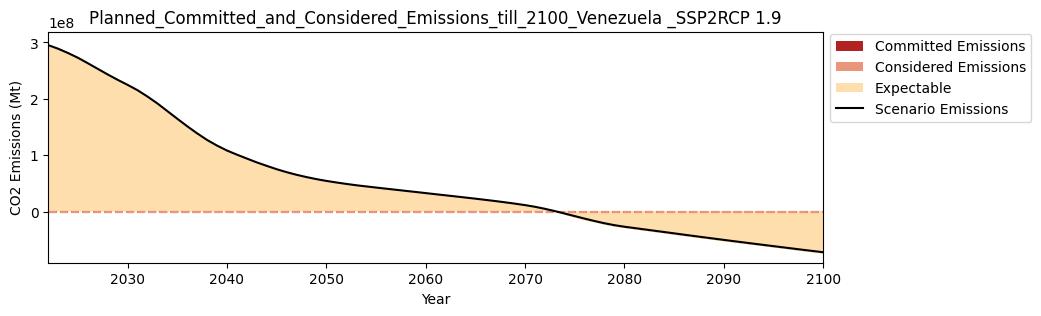 Planned_Committed_and_Considered_Emissions_till_2100_Venezuela _SSP2RCP 1.9
1e8
3
2
1
0
CO2 Emissions (Mt)
2030 2040 2050 2060 2070 2080 2090 2100
Year
Committed Emissions
Considered Emissions
Expectable
Scenario Emissions